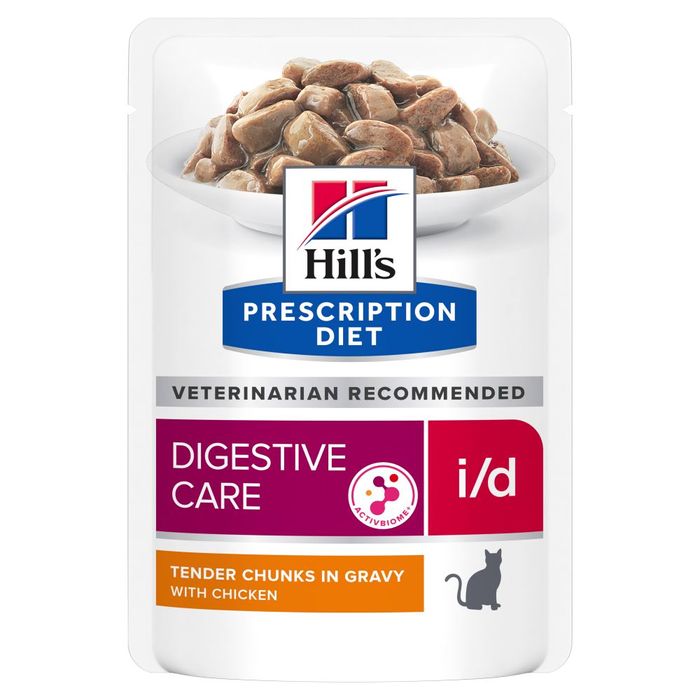 Hill's
PRESCRIPTION
DIET
VETERINARIAN RECOMMENDED
DIGESTIVE
CARE
ACTIVBIOME+
i/d
TENDER CHUNKS IN GRAVY
WITH CHICKEN